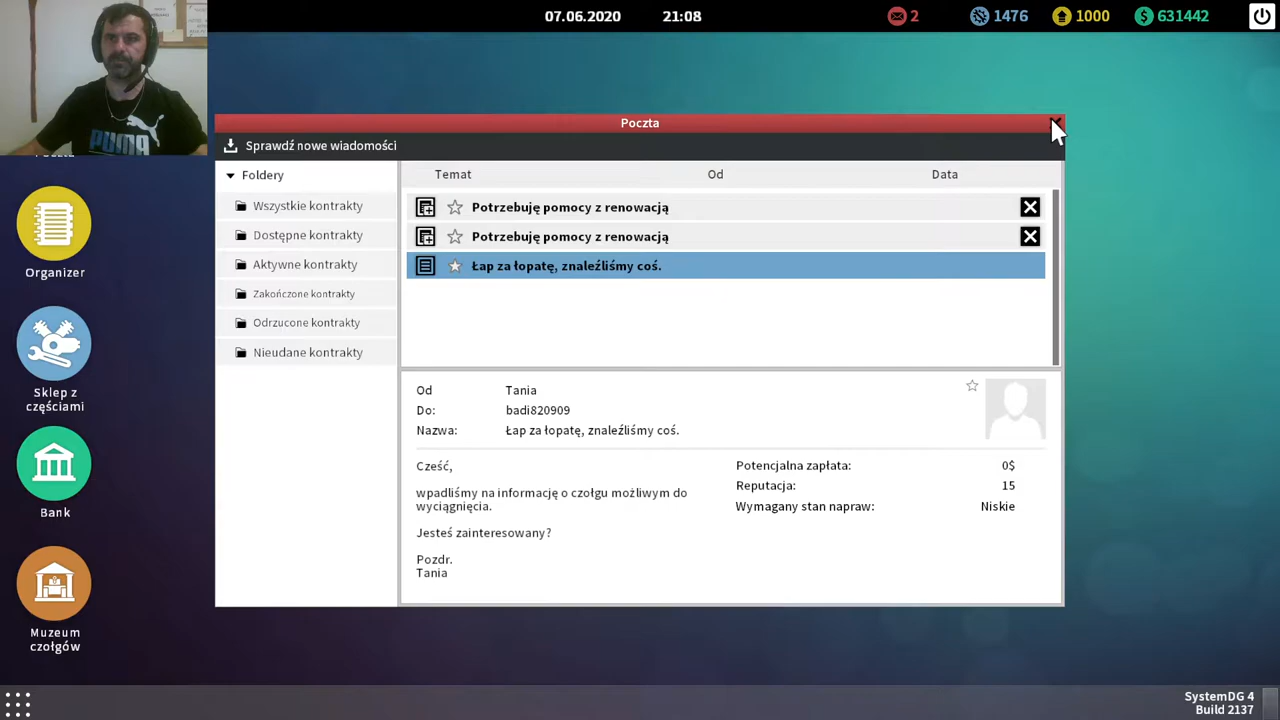 07.06.2020 21:08 2 1476 1000 631442
PUMA
Poczta
Sprawdź nowe wiadomości
Foldery
Wszystkie kontrakty
Dostępne kontrakty
Aktywne kontrakty
Zakończone kontrakty
Odrzucone kontrakty
Nieudane kontrakty
Temat Od Data
Potrzebuję pomocy z renowacją
Potrzebuję pomocy z renowacją
Łap za łopatę, znaleźliśmy coś.
Od Tania
Do: badi820909
Nazwa: Łap za łopatę, znaleźliśmy coś.
Cześć,
wpadliśmy na informację o czołgu możliwym do
wyciągnięcia.
Jesteś zainteresowany?
Pozdr.
Tania
Potencjalna zapłata: 0$
Reputacja: 15
Wymagany stan napraw: Niskie
Organizer
Sklep z
częściami
Bank
Muzeum
czołgów
SystemDG 4
Build 2137